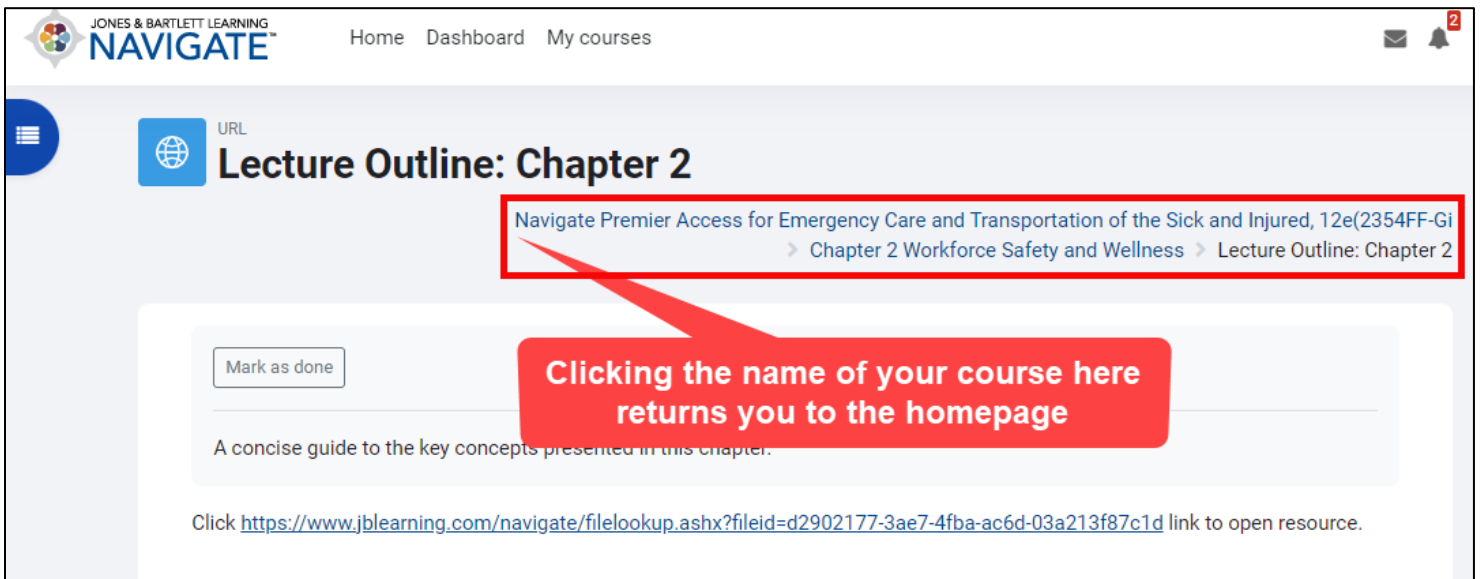 JONES & BARTLETT LEARNING
NAVIGATE™
Home Dashboard My courses
2
URL
Lecture Outline: Chapter 2
Navigate Premier Access for Emergency Care and Transportation of the Sick and Injured, 12e(2354FF-Gi
> Chapter 2 Workforce Safety and Wellness > Lecture Outline: Chapter 2
Mark as done
Clicking the name of your course here
returns you to the homepage
A concise guide to the key concepts presented in this chapter.
Click https://www.jblearning.com/navigate/filelookup.ashx?fileid=d2902177-3ae7-4fba-ac6d-03a213f87c1d link to open resource.